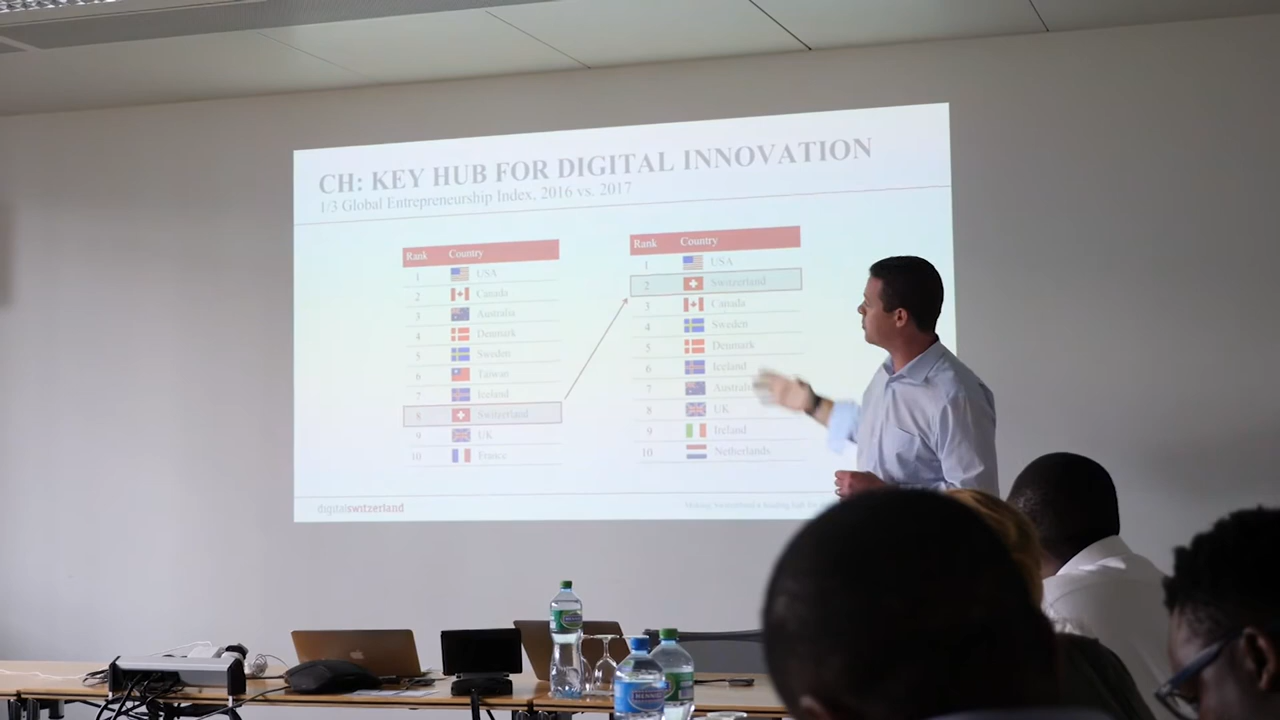 CH: KEY HUB FOR DIGITAL INNOVATION
1/3 Global Entrepreneurship Index, 2016 vs. 2017
Rank Country
1 USA
2 Canada
3 Australia
4 Denmark
5 Sweden
6 Taiwan
7 Iceland
8 Switzerland
9 UK
10 France
Rank Country
1 USA
2 Switzerland
3 Canada
4 Sweden
5 Denmark
6 Iceland
7 Austral
8 UK
9 Ireland
10 Netherlands
digitalswitzerland